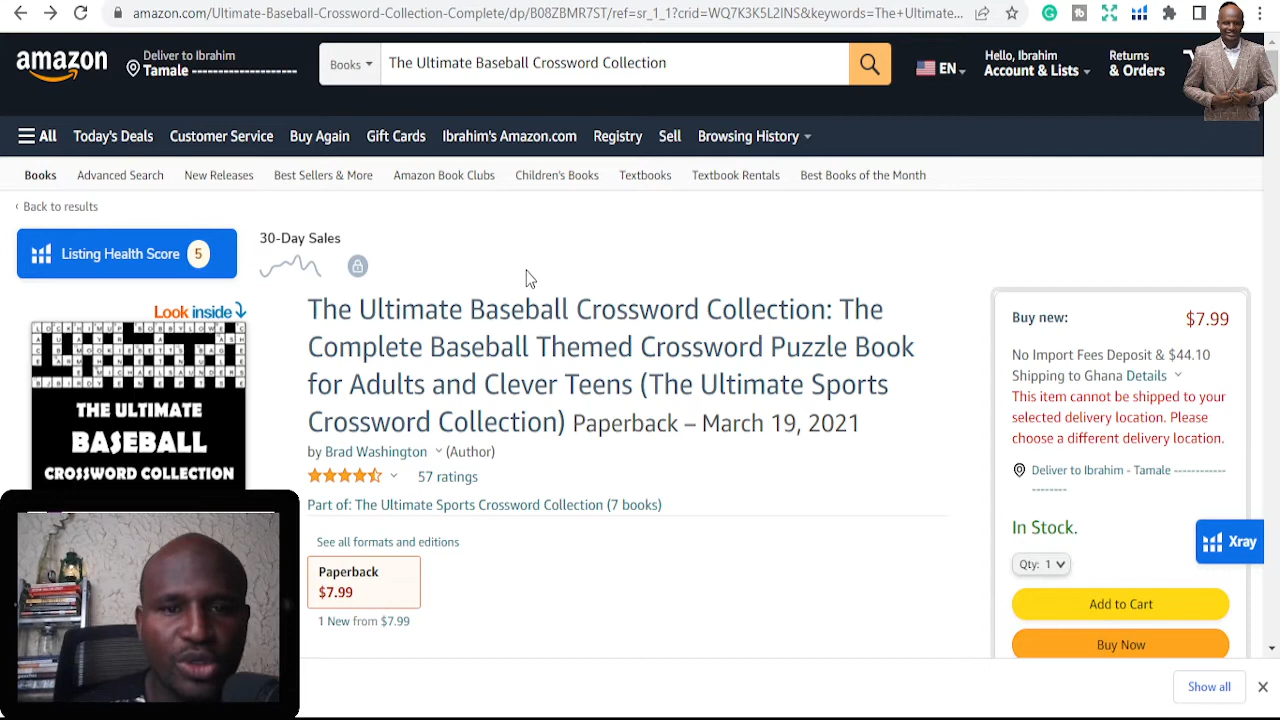 amazon.com/Ultimate-Baseball-Crossword-Collection-Complete/dp/B08ZBMR7ST/ref=sr_1_1?crid=WQ7K3K5L2INS&keywords=The+Ultimate...
amazon
Deliver to Ibrahim
Tamale ------------------
Books
The Ultimate Baseball Crossword Collection
EN
Hello, Ibrahim
Account & Lists
Returns
& Orders
All
Today's Deals
Customer Service
Buy Again
Gift Cards
Ibrahim's Amazon.com
Registry
Sell
Browsing History
Books
Advanced Search
New Releases
Best Sellers & More
Amazon Book Clubs
Children's Books
Textbooks
Textbook Rentals
Best Books of the Month
‹ Back to results
Listing Health Score 5
30-Day Sales
Look inside
THE ULTIMATE
BASEBALL
CROSSWORD COLLECTION
The Ultimate Baseball Crossword Collection: The
Complete Baseball Themed Crossword Puzzle Book
for Adults and Clever Teens (The Ultimate Sports
Crossword Collection) Paperback – March 19, 2021
by Brad Washington (Author)
57 ratings
Part of: The Ultimate Sports Crossword Collection (7 books)
See all formats and editions
Paperback
$7.99
1 New from $7.99
Buy new:
$7.99
No Import Fees Deposit & $44.10
Shipping to Ghana Details
This item cannot be shipped to your
selected delivery location. Please
choose a different delivery location.
Deliver to Ibrahim - Tamale ------------
--------
In Stock.
Xray
Qty: 1
Add to Cart
Buy Now
Show all